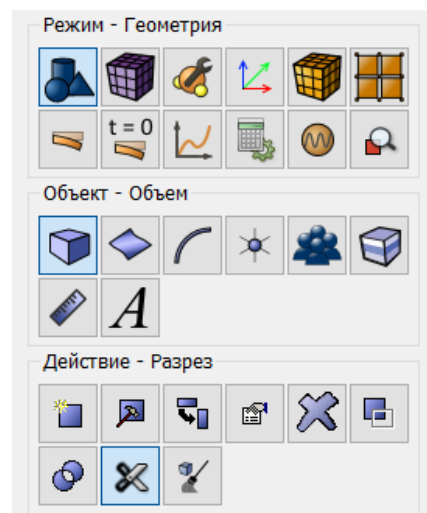 Режим - Геометрия
t = 0
Объект - Объем
A
Действие - Разрез